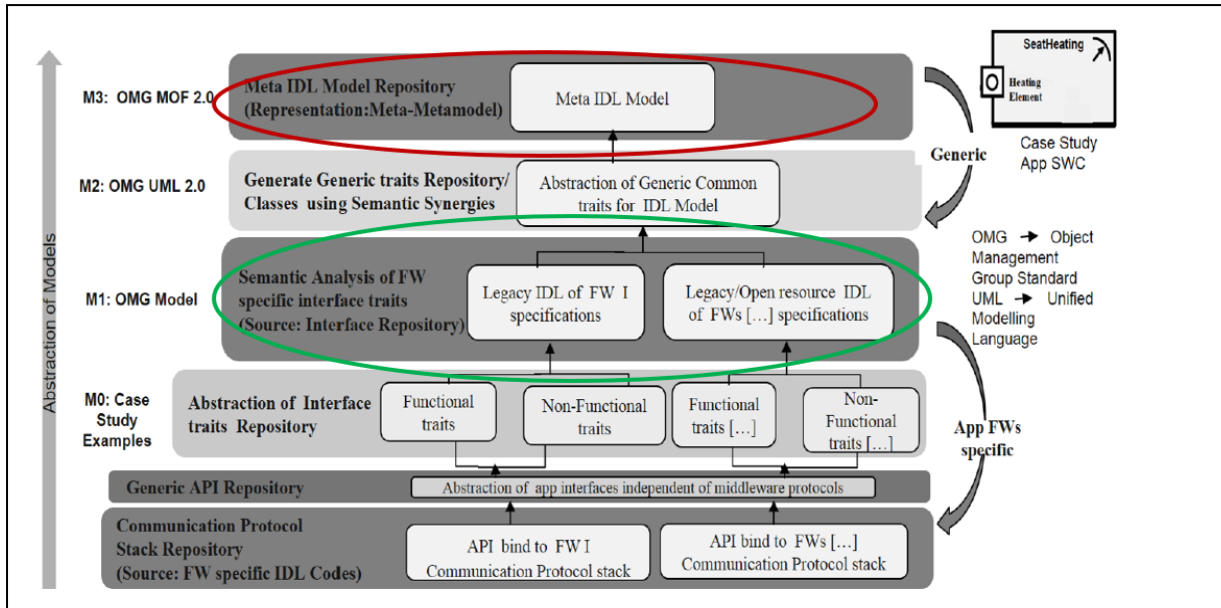 SeatHeating
Heating
Element
Case Study
App SWC
M3: OMG MOF 2.0
Meta IDL Model Repository
(Representation:Meta-Metamodel)
Meta IDL Model
Generic
M2: OMG UML 2.0
Generate Generic traits Repository/
Classes using Semantic Synergies
Abstraction of Generic Common
traits for IDL Model
OMG → Object
Management
Group Standard
UML → Unified
Modelling
Language
M1: OMG Model
Semantic Analysis of FW
specific interface traits
(Source: Interface Repository)
Legacy IDL of FW I
specifications
Legacy/Open resource IDL
of FWs [...] specifications
Abstraction of Models
M0: Case
Study
Examples
Abstraction of Interface
traits Repository
Functional
traits
Non-Functional
traits
Functional
traits [...]
Non-
Functional
traits [...]
App FWs
specific
Generic API Repository
Abstraction of app interfaces independent of middleware protocols
Communication Protocol
Stack Repository
(Source: FW specific IDL Codes)
API bind to FW I
Communication Protocol stack
API bind to FWs [...]
Communication Protocol stack